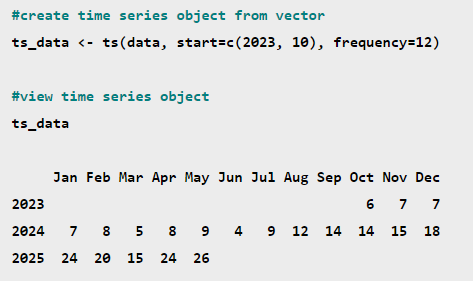 #create time series object from vector
ts_data <- ts(data, start=c(2023, 10), frequency=12)
#view time series object
ts_data
Jan Feb Mar Apr May Jun Jul Aug Sep Oct Nov Dec
2023 6 7 7
2024 7 8 5 8 9 4 9 12 14 14 15 18
2025 24 20 15 24 26